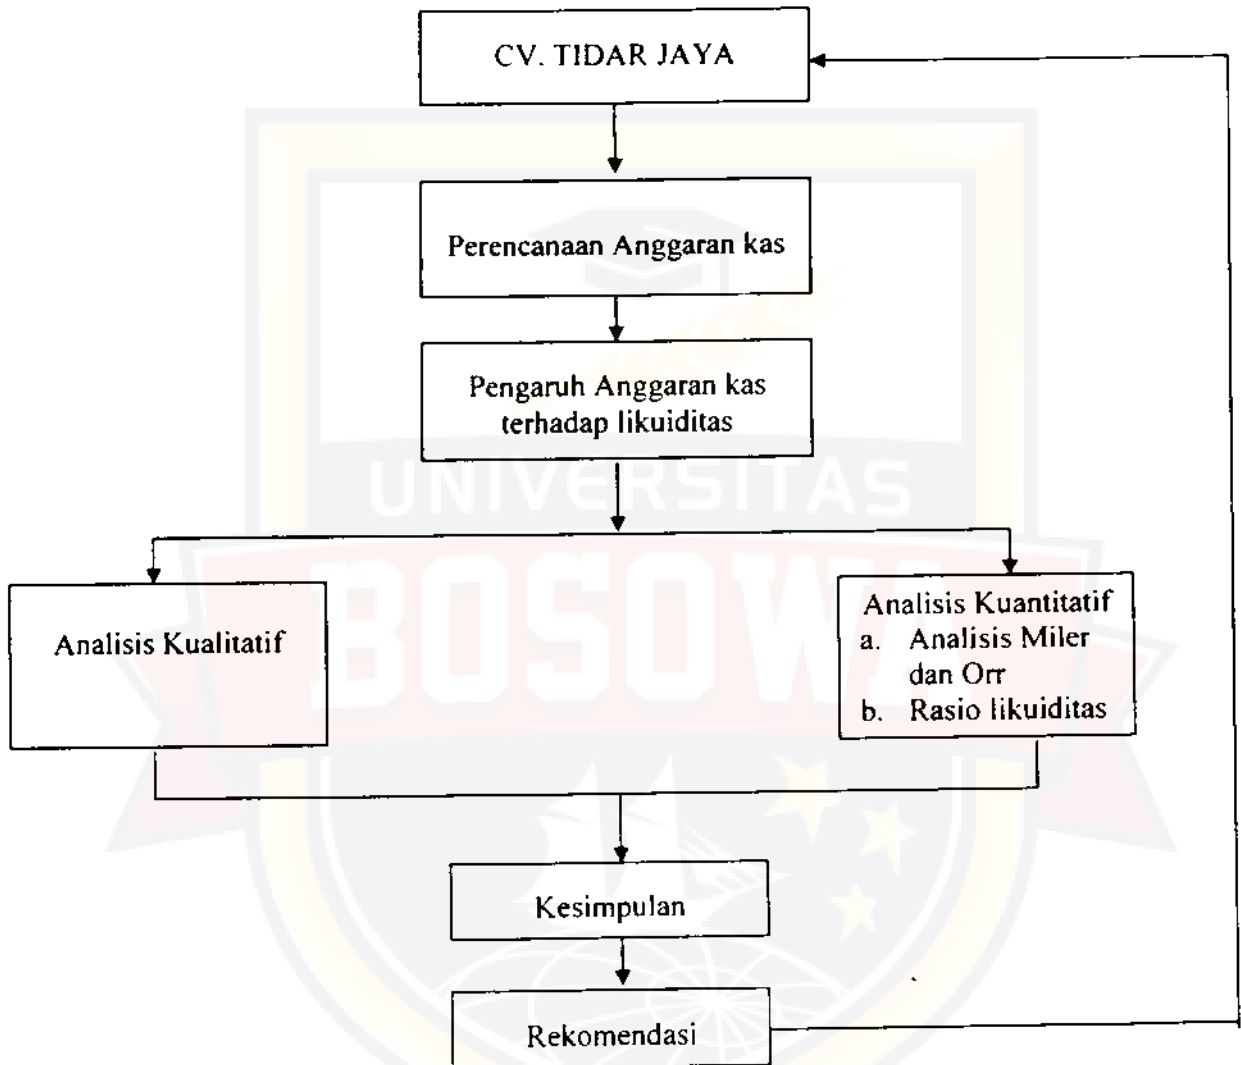 CV. TIDAR JAYA
Perencanaan Anggaran kas
Pengaruh Anggaran kas
terhadap likuiditas
UNIVERSITAS
BOSOWA
Analisis Kualitatif
Analisis Kuantitatif
a. Analisis Miler
dan Orr
b. Rasio likuiditas
Kesimpulan
Rekomendasi